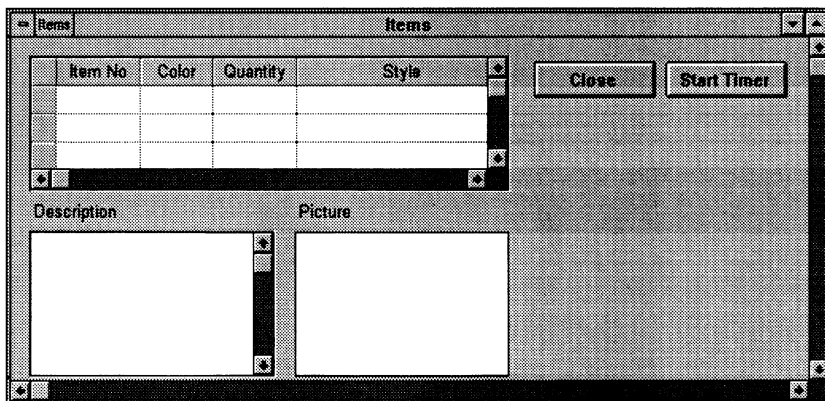 Items Items
Item No Color Quantity Style
Close Start Timer
Description Picture